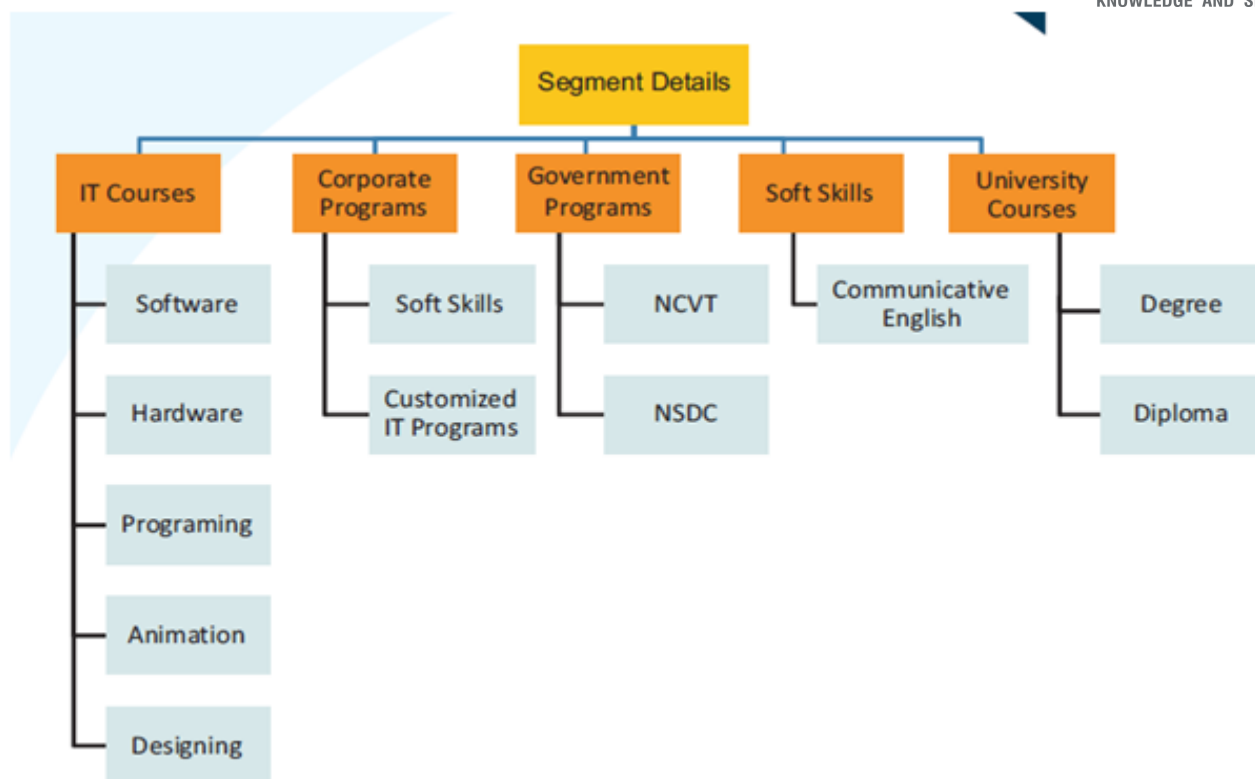 KNOWLEDGE AND S
Segment Details
IT Courses
Corporate
Programs
Government
Programs
Soft Skills
University
Courses
Software
Soft Skills
NCVT
Communicative
English
Degree
Hardware
Customized
IT Programs
NSDC
Diploma
Programing
Animation
Designing